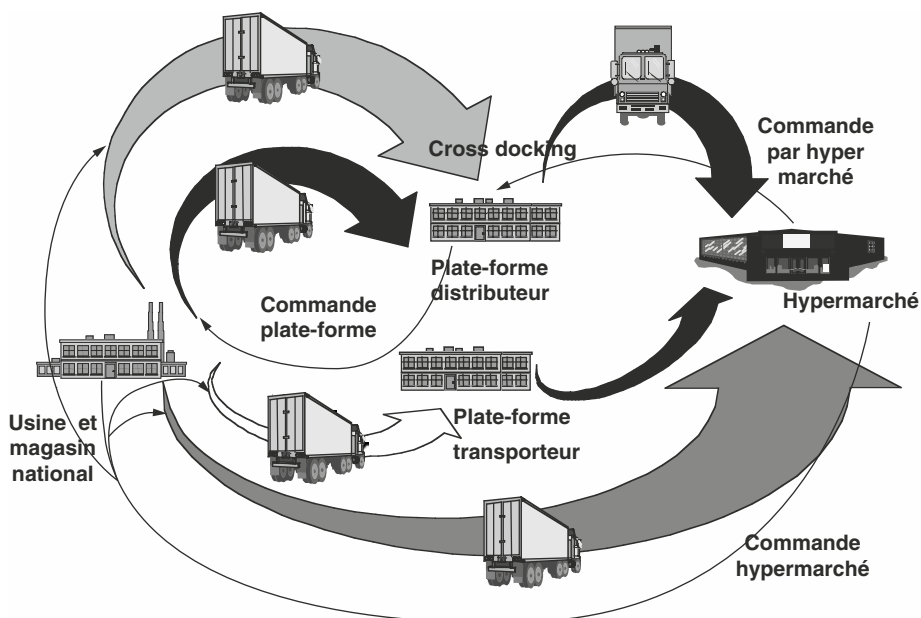 Cross docking
Commande
par hyper
marché
Plate-forme
distributeur
Commande
plate-forme
Hypermarché
Usine et
magasin
national
Plate-forme
transporteur
Commande
hypermarché